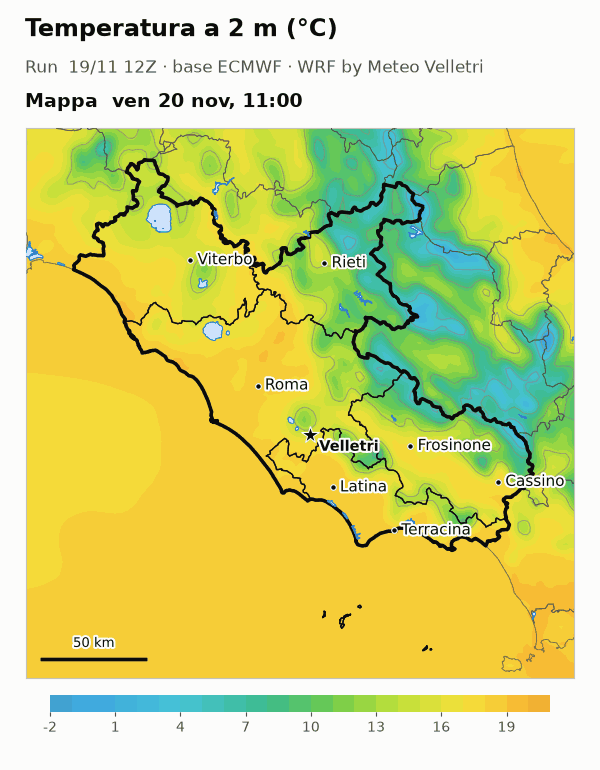 Temperatura a 2 m (°C)
Run  19/11 12Z · base ECMWF · WRF by Meteo Velletri
Mappa  ven 20 nov, 11:00
Viterbo
Rieti
Roma
Velletri
Frosinone
Latina
Cassino
Terracina
50 km
-2 1 4 7 10 13 16 19